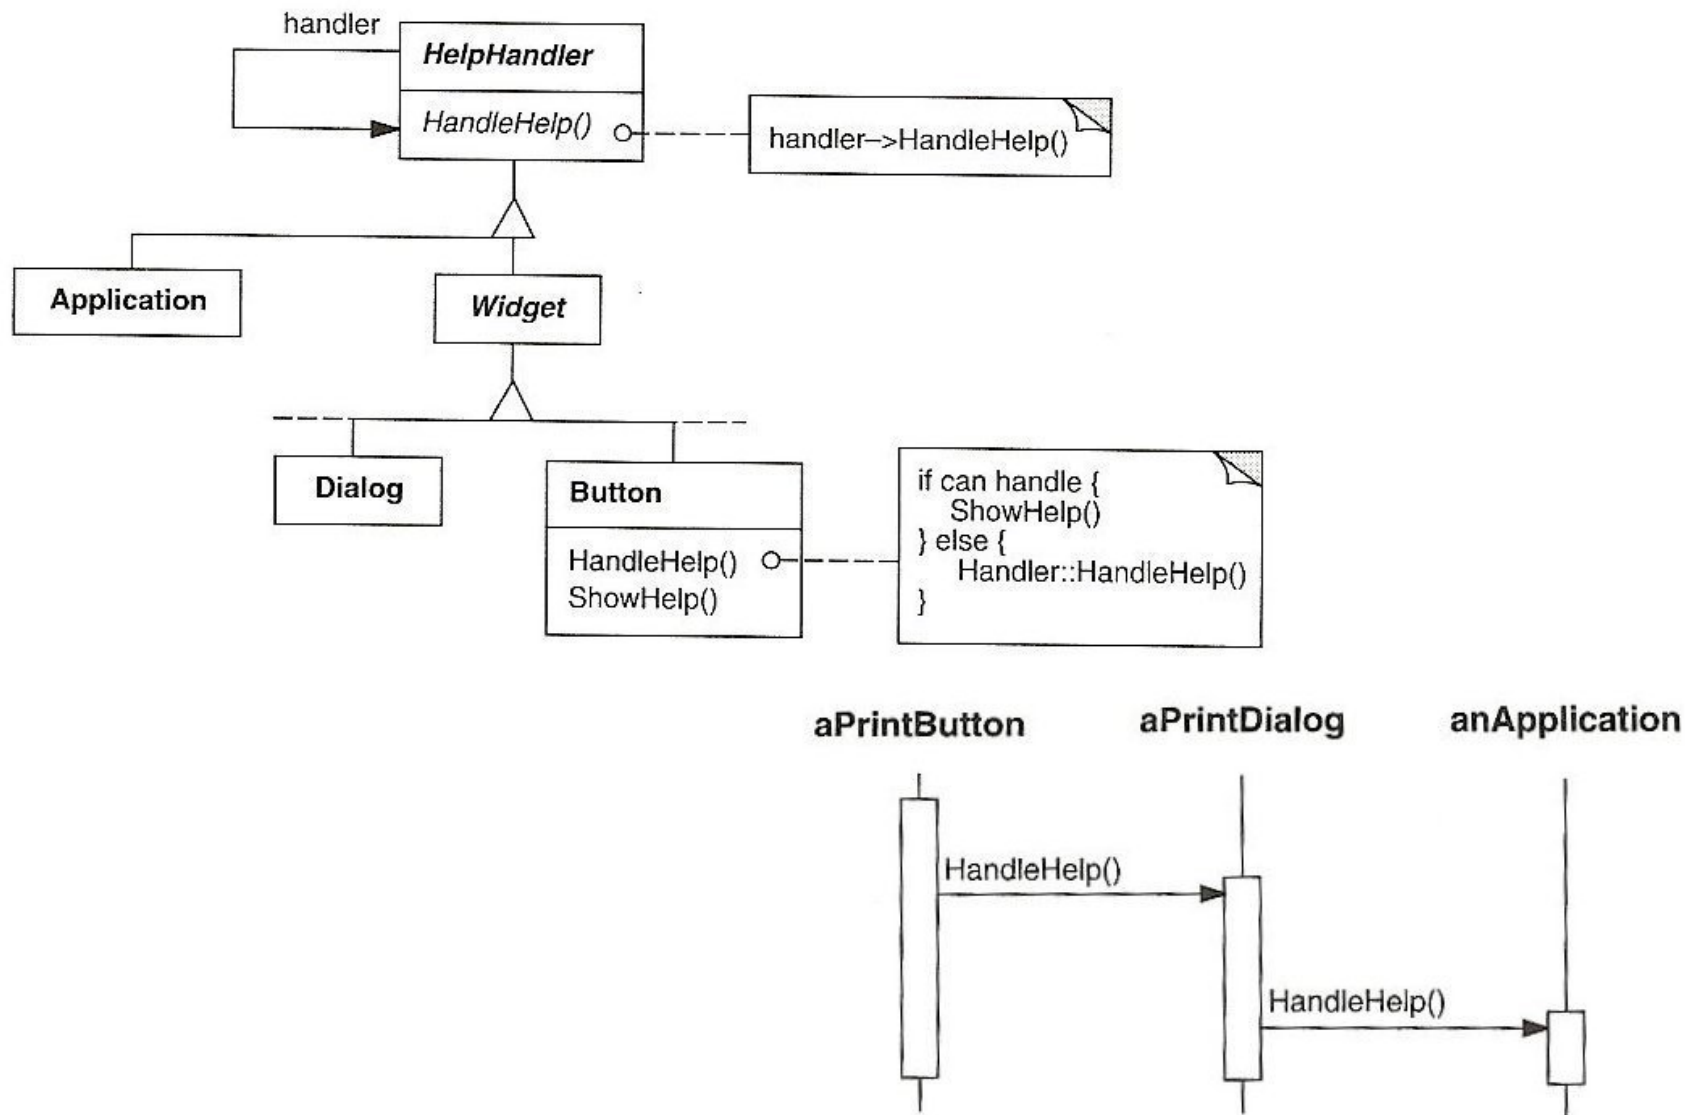 handler
HelpHandler
HandleHelp()
handler–>HandleHelp()
Application
Widget
Dialog
Button
HandleHelp()
ShowHelp()
if can handle {
ShowHelp()
} else {
Handler::HandleHelp()
}
aPrintButton
aPrintDialog
anApplication
HandleHelp()
HandleHelp()